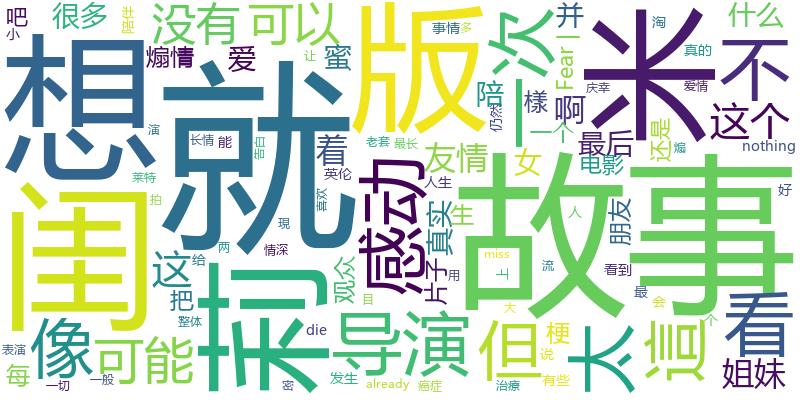 吧 很多 陪伴 没有 可以 版 事情 多 一次 并 淘 什么
小 煽情 爱 蜜 让 Fear | 米 真的 不
想 就 陪 仍然 樣 啊 庆幸 爱情 这个
演 长情 能 告白 着 老套 最长 一个 最后 还是 煽 nothing
莱特 英伦 感动 友情 女 电影
闺 拍 喜欢 人生 故事 好
现 真实 生 人 朋友
这 给 两 情深 miss 上 流 看到
把 利 观众 片子 用 最 会
整体 目 大 看
像 可能 die 导演 但 梗 太 這 个
表演 每 说 姐妹
一切 一般 密 发生 already 癌症 治療 有些